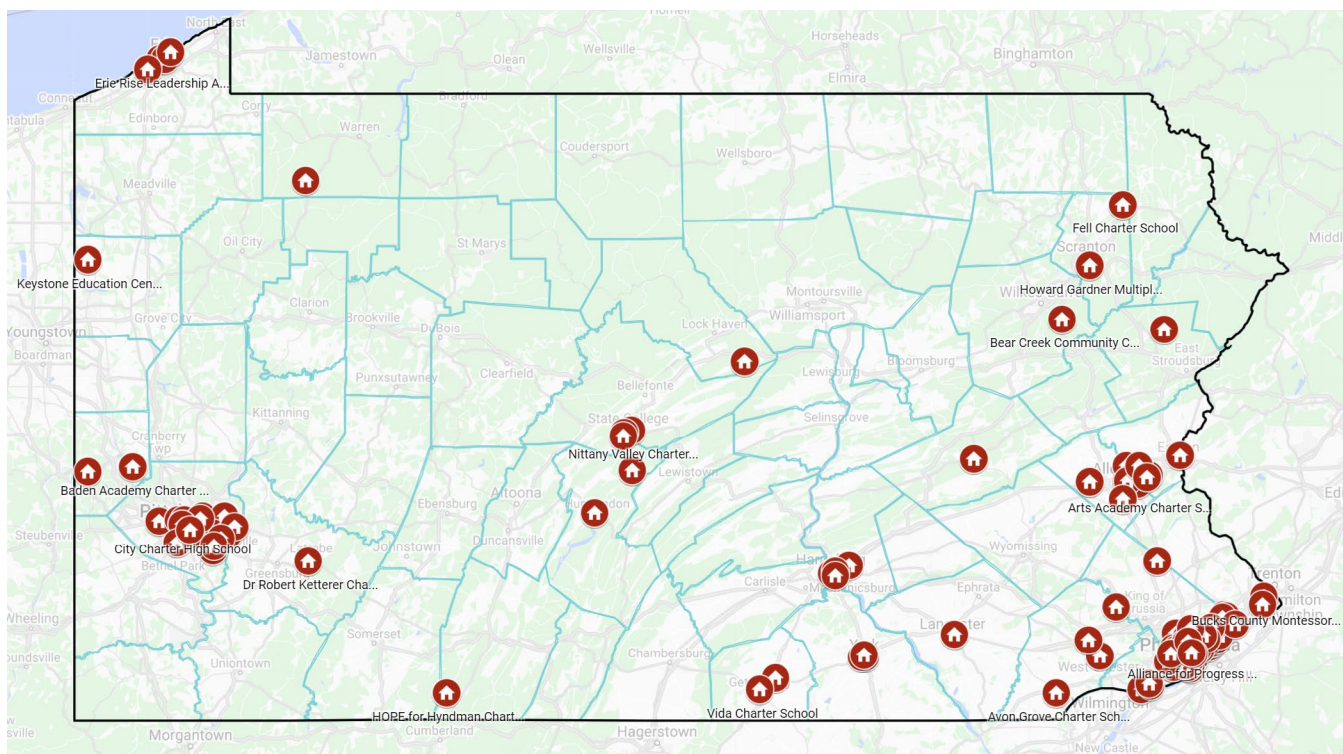 North East
Jamestown
Olean
Wellsville
Horseheads
Elmira
Binghamton
Erie Rise Leadership A...
Corry
Edinboro
Bradford
Warren
Coudersport
Wellsboro
Meadville
Fell Charter School
Scranton
Oil City
St Marys
Keystone Education Cen...
Howard Gardner Multipl...
Clarion
Montoursville
Williamsport
Grove City
Brookville
DuBois
Lock Haven
Youngstown
Boardman
Bear Creek Community C...
East
Stroudsburg
Bloomsburg
Punxsutawney
Clearfield
Lewisburg
Bellefonte
Kittanning
State College
Selinsgrove
Cranberry
Twp
Nittany Valley Charter...
Lewistown
Baden Academy Charter ...
Altoona
Ebensburg
Arts Academy Charter S...
Steubenville
City Charter High School
Bethel Park
Johnstown
Duncansville
Wyomissing
Greensburg
Dr Robert Ketterer Cha...
Carlisle
Mechanicsburg
Ephrata
Trenton
King of
Prussia
Wheeling
Lancaster
Bucks County Montessor...
Somerset
Chambersburg
York
West Chester
Uniontown
Alliance for Progress ...
HOPE for Hyndman Chart...
Vida Charter School
Avon Grove Charter Sch...
Wilmington
Cumberland
Morgantown
Hagerstown
New Castle